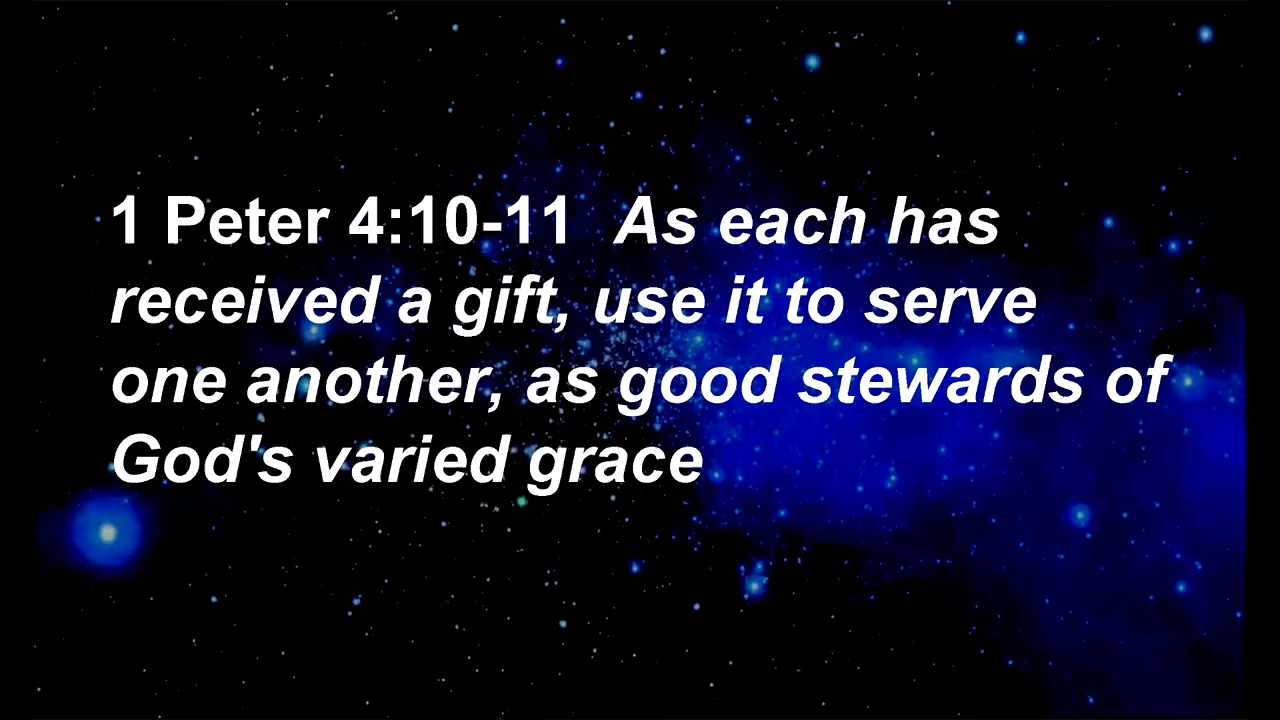 1 Peter 4:10-11  As each has
received a gift, use it to serve
one another, as good stewards of
God's varied grace